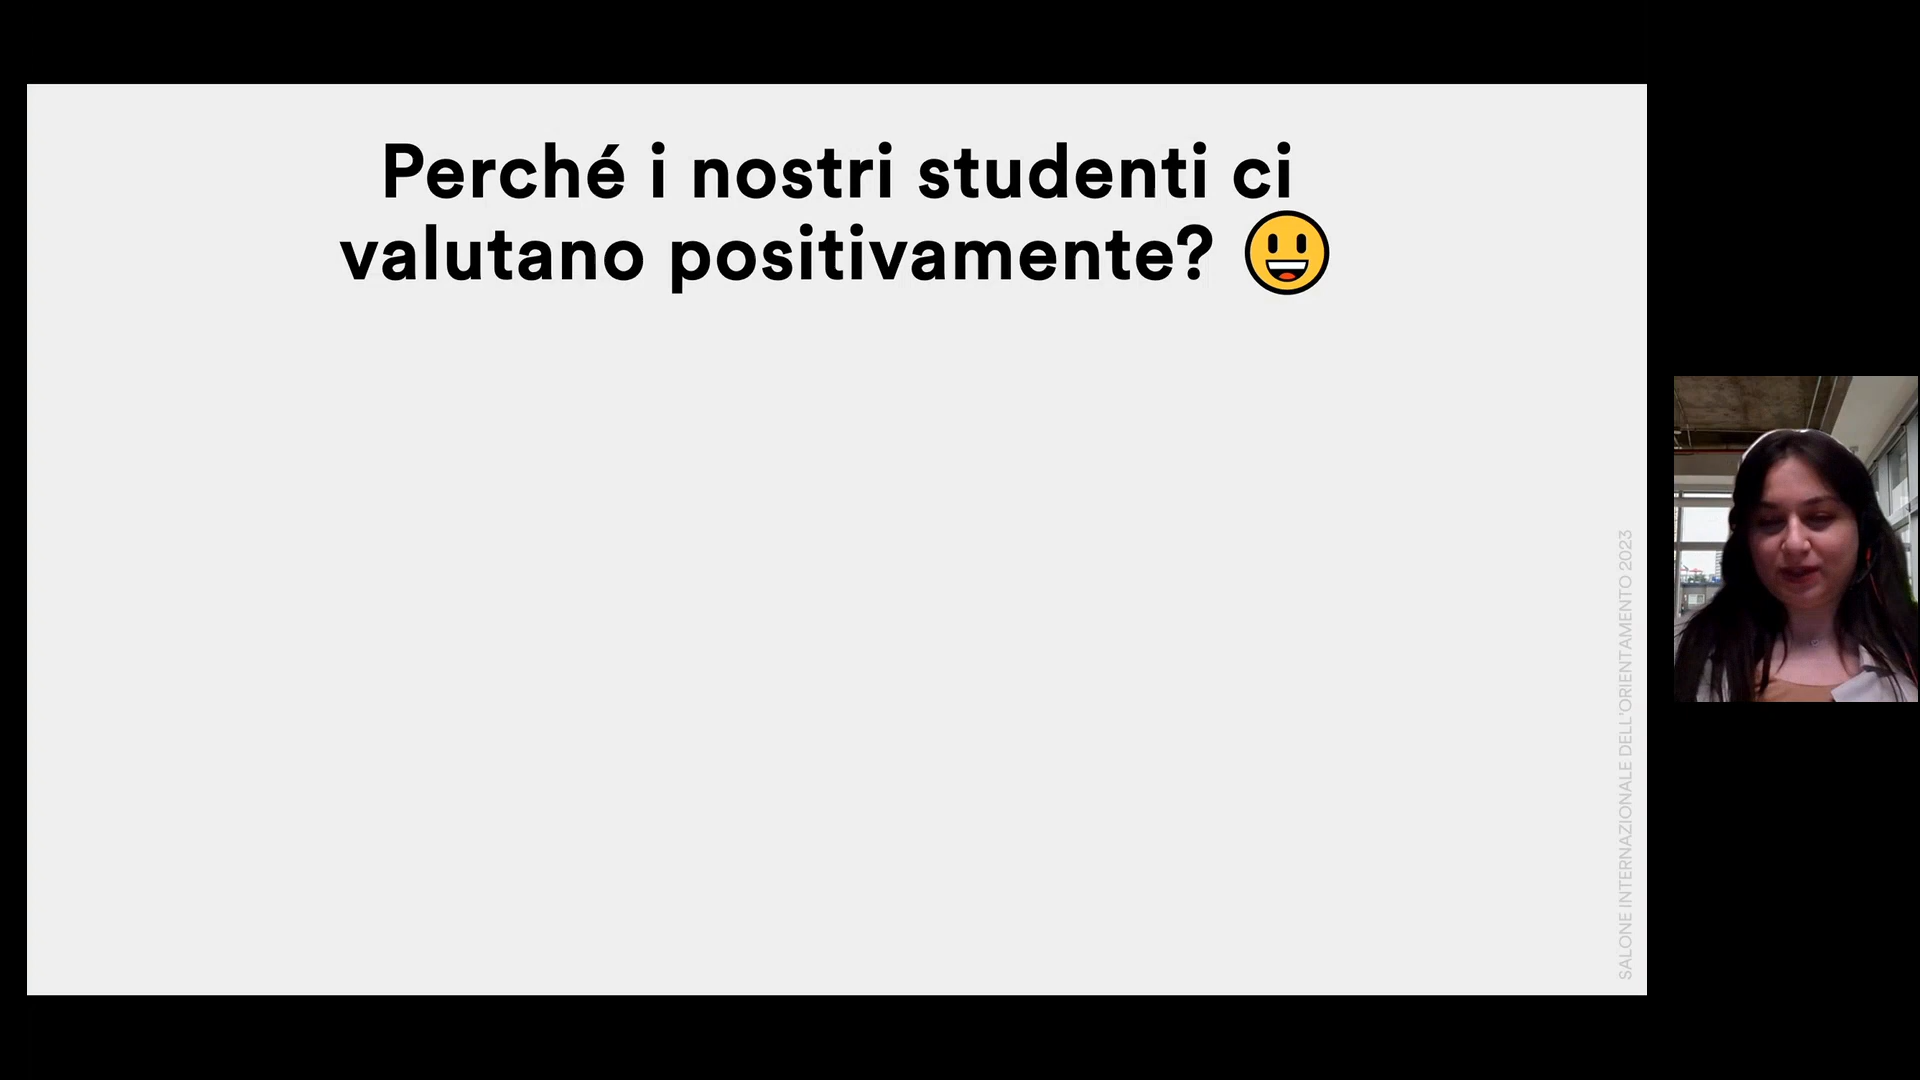 Perché i nostri studenti ci
valutano positivamente? 😃
SALONE INTERNAZIONALE DELL'ORIENTAMENTO 2023